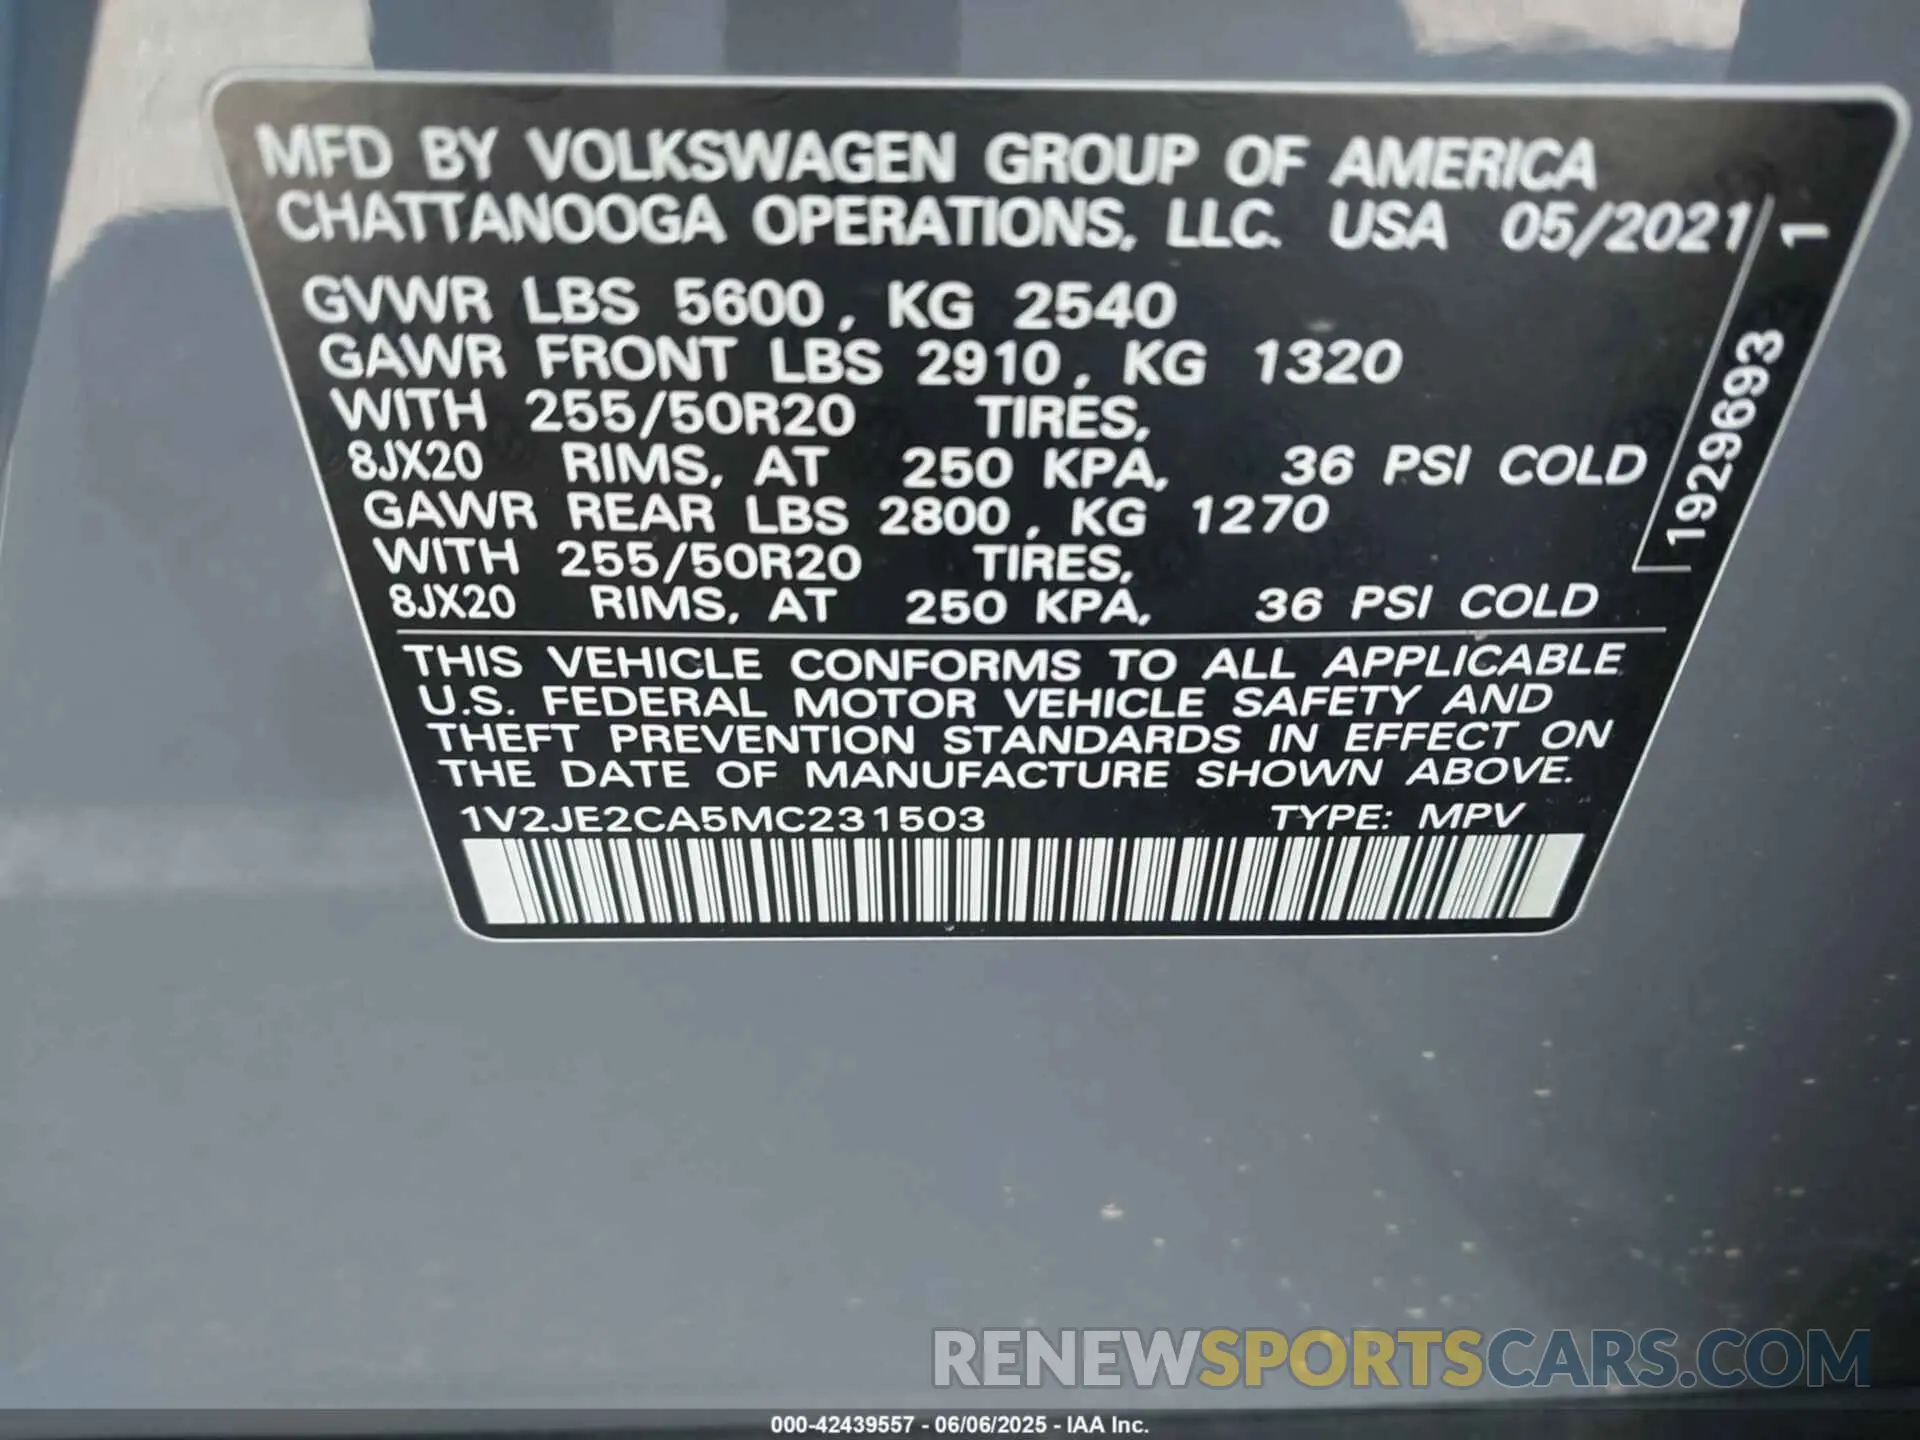 MFD BY VOLKSWAGEN GROUP OF AMERICA
CHATTANOOGA OPERATIONS, LLC. USA 05/2021
GVWR LBS 5600, KG 2540
GAWR FRONT LBS 2910, KG 1320
WITH 255/50R20 TIRES,
8JX20 RIMS, AT 250 KPA, 36 PSI COLD
GAWR REAR LBS 2800, KG 1270
WITH 255/50R20 TIRES,
8JX20 RIMS, AT 250 KPA, 36 PSI COLD
1929693 1
THIS VEHICLE CONFORMS TO ALL APPLICABLE
U.S. FEDERAL MOTOR VEHICLE SAFETY AND
THEFT PREVENTION STANDARDS IN EFFECT ON
THE DATE OF MANUFACTURE SHOWN ABOVE.
1V2JE2CA5MC231503 TYPE: MPV
RENEWSPORTSCARS.COM
000-42439557 - 06/06/2025 - IAA Inc.